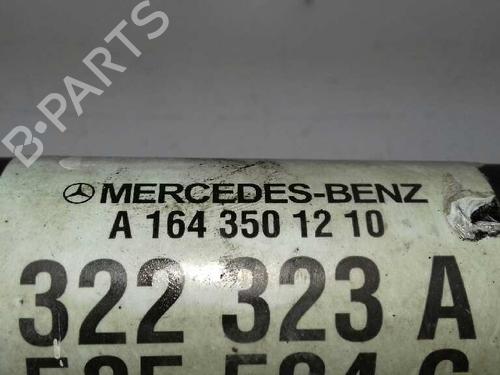 B-PARTS
MERCEDES-BENZ
A 164 350 12 10
322 323 A